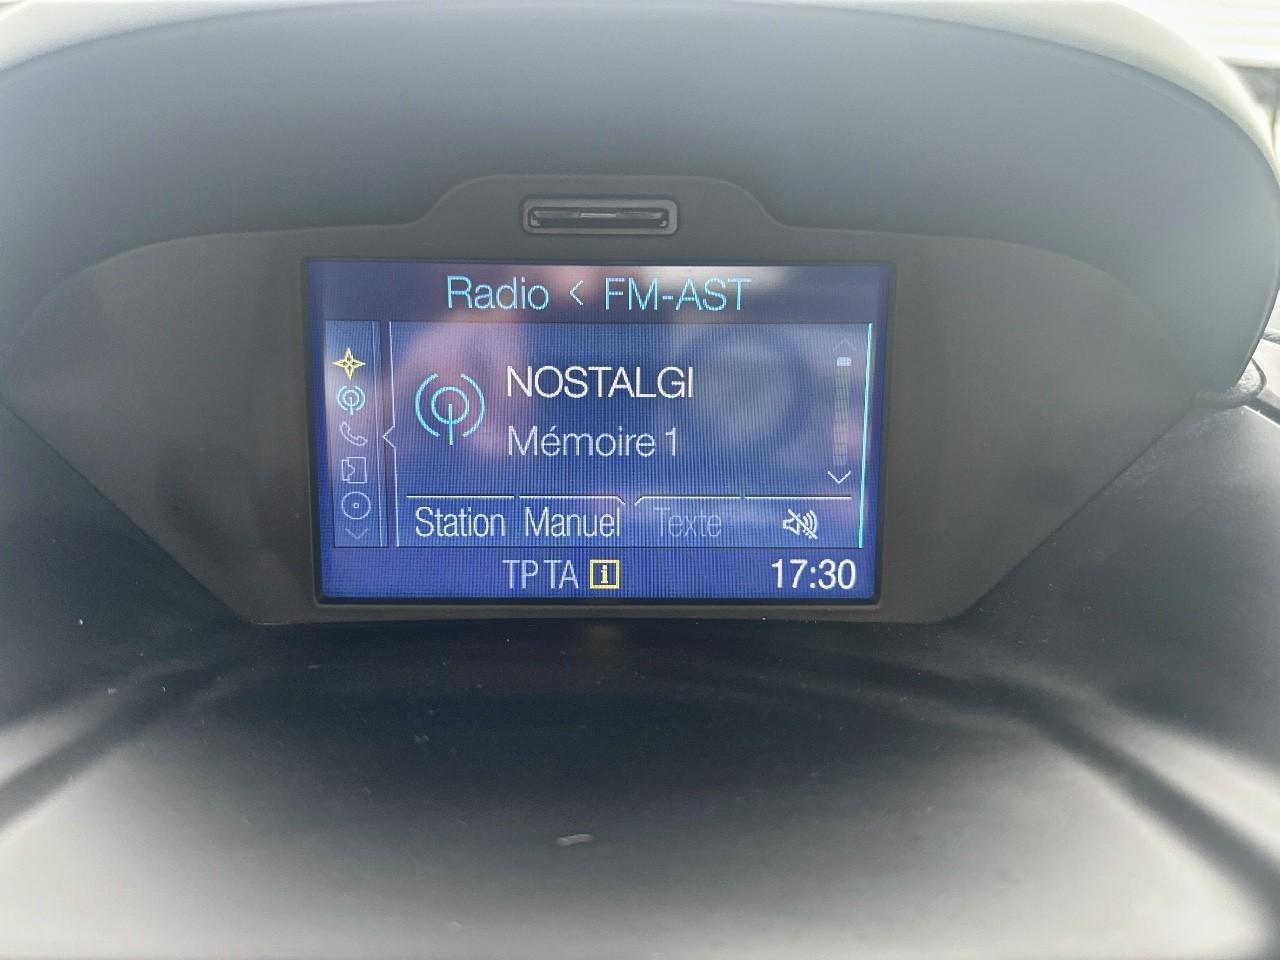 Radio < FM-AST
NOSTALGI
Mémoire 1
Station Manuel Texte
TP TA i 17:30